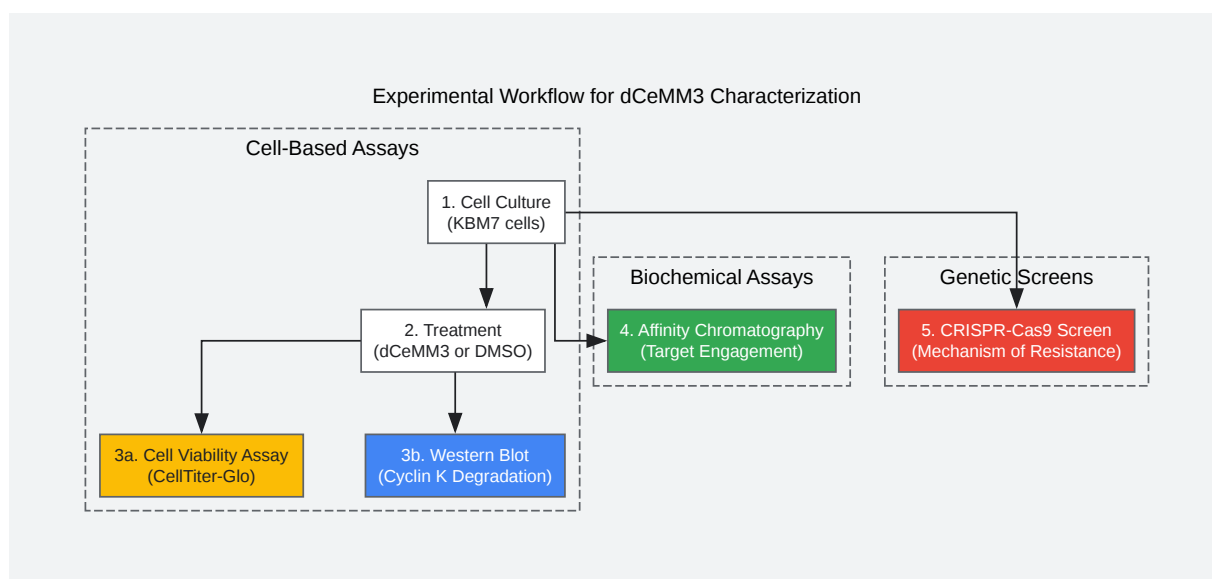 Experimental Workflow for dCeMM3 Characterization
Cell-Based Assays
1. Cell Culture
(KBM7 cells)
Biochemical Assays
Genetic Screens
2. Treatment
(dCeMM3 or DMSO)
4. Affinity Chromatography
(Target Engagement)
5. CRISPR-Cas9 Screen
(Mechanism of Resistance)
3a. Cell Viability Assay
(CellTiter-Glo)
3b. Western Blot
(Cyclin K Degradation)